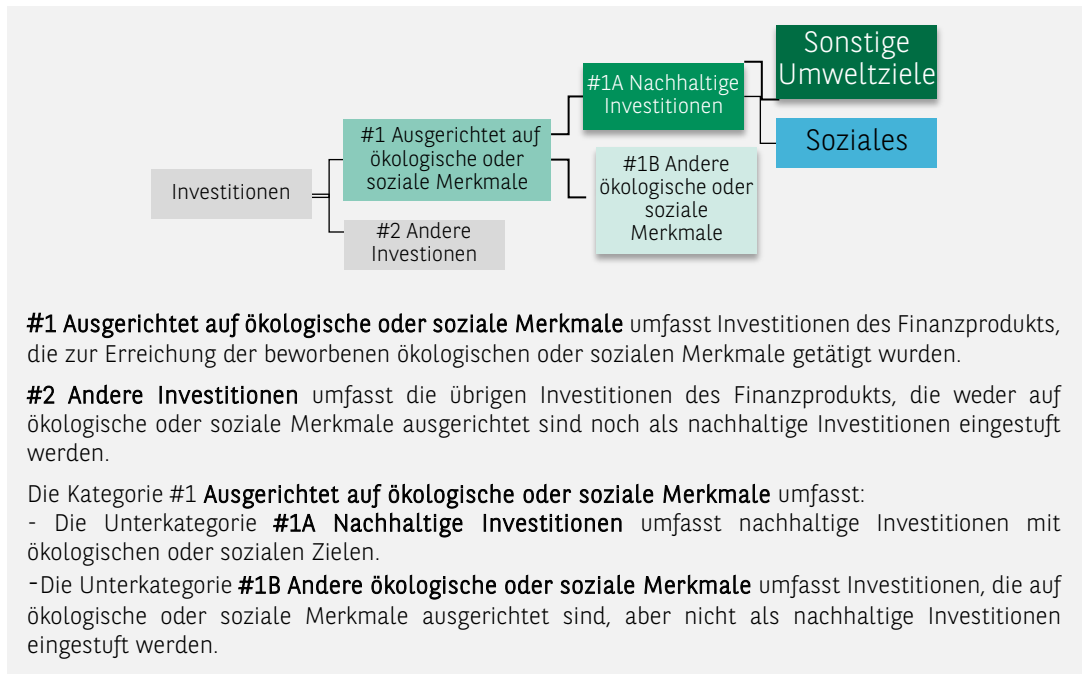 Sonstige
Umweltziele
#1A Nachhaltige
Investitionen
Soziales
#1 Ausgerichtet auf
ökologische oder
soziale Merkmale
#1B Andere
ökologische oder
soziale
Merkmale
Investitionen
#2 Andere
Investionen
#1 Ausgerichtet auf ökologische oder soziale Merkmale umfasst Investitionen des Finanzprodukts,
die zur Erreichung der beworbenen ökologischen oder sozialen Merkmale getätigt wurden.
#2 Andere Investitionen umfasst die übrigen Investitionen des Finanzprodukts, die weder auf
ökologische oder soziale Merkmale ausgerichtet sind noch als nachhaltige Investitionen eingestuft
werden.
Die Kategorie #1 Ausgerichtet auf ökologische oder soziale Merkmale umfasst:
- Die Unterkategorie #1A Nachhaltige Investitionen umfasst nachhaltige Investitionen mit
ökologischen oder sozialen Zielen.
-Die Unterkategorie #1B Andere ökologische oder soziale Merkmale umfasst Investitionen, die auf
ökologische oder soziale Merkmale ausgerichtet sind, aber nicht als nachhaltige Investitionen
eingestuft werden.